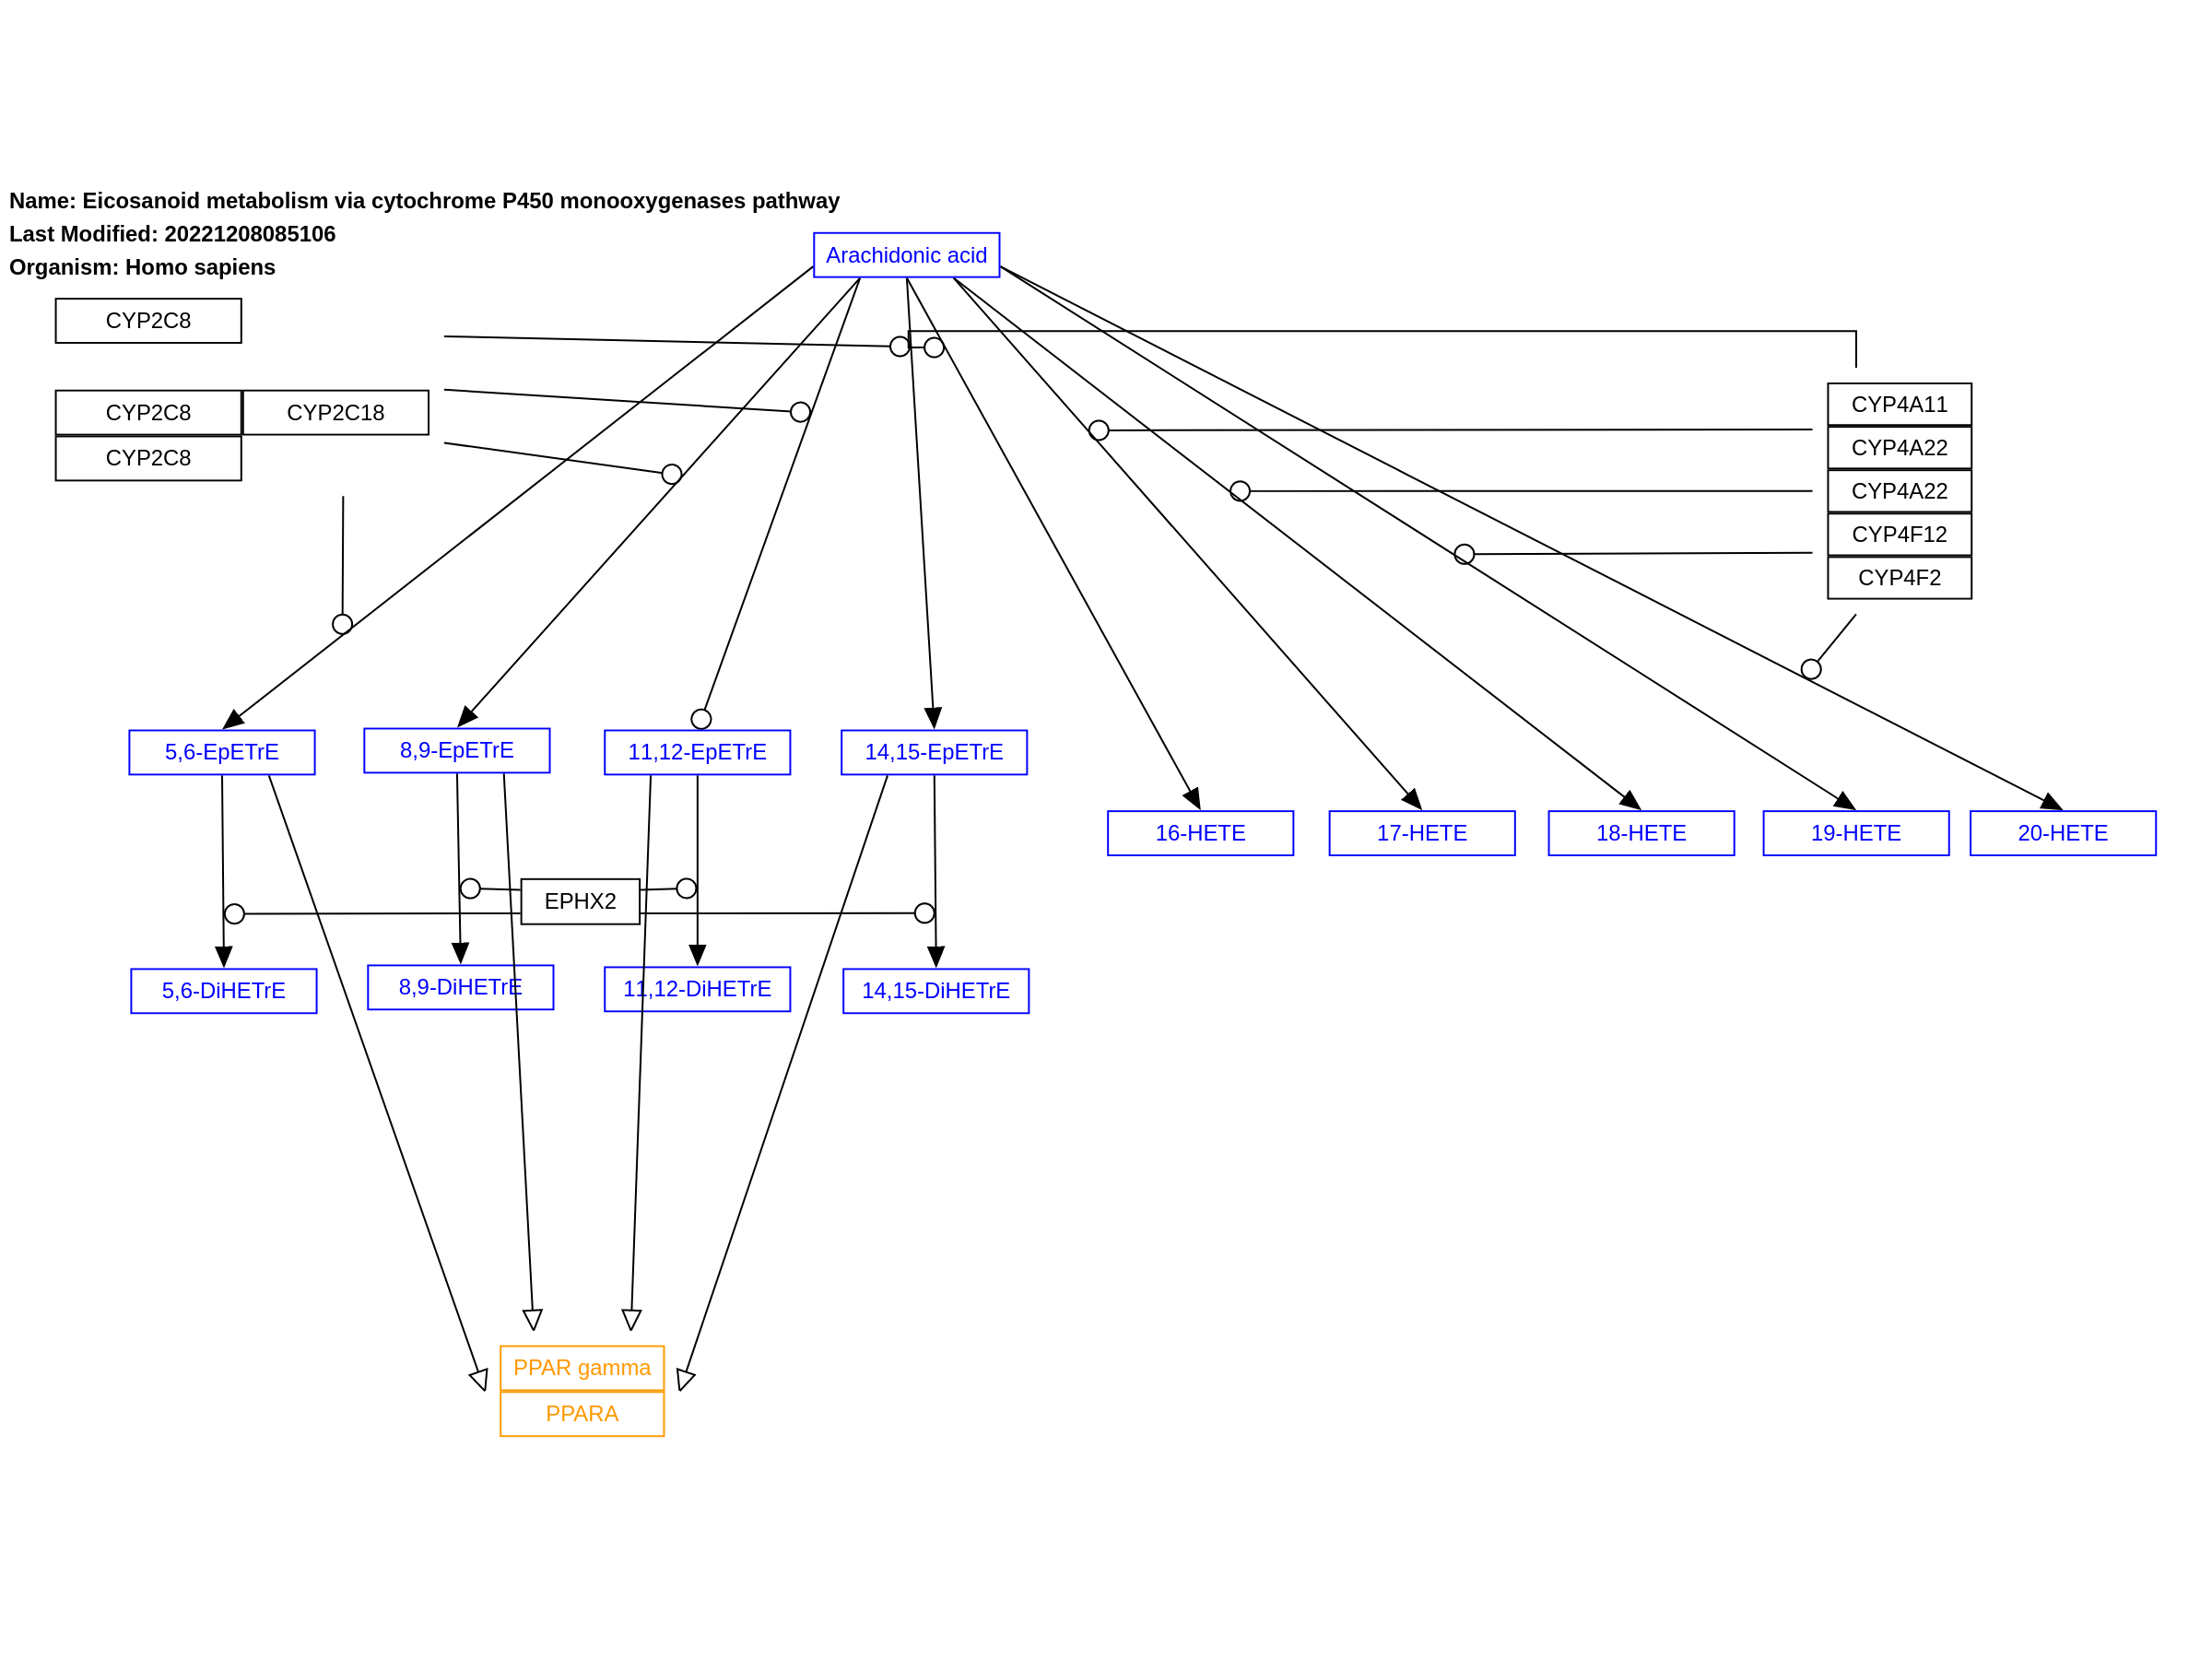 Name: Eicosanoid metabolism via cytochrome P450 monooxygenases pathway
Last Modified: 20221208085106
Organism: Homo sapiens
Arachidonic acid
CYP2C8
CYP2C8 CYP2C18
CYP2C8
CYP4A11
CYP4A22
CYP4A22
CYP4F12
CYP4F2
5,6-EpETrE 8,9-EpETrE 11,12-EpETrE 14,15-EpETrE
16-HETE 17-HETE 18-HETE 19-HETE 20-HETE
EPHX2
5,6-DiHETrE 8,9-DiHETrE 11,12-DiHETrE 14,15-DiHETrE
PPAR gamma
PPARA